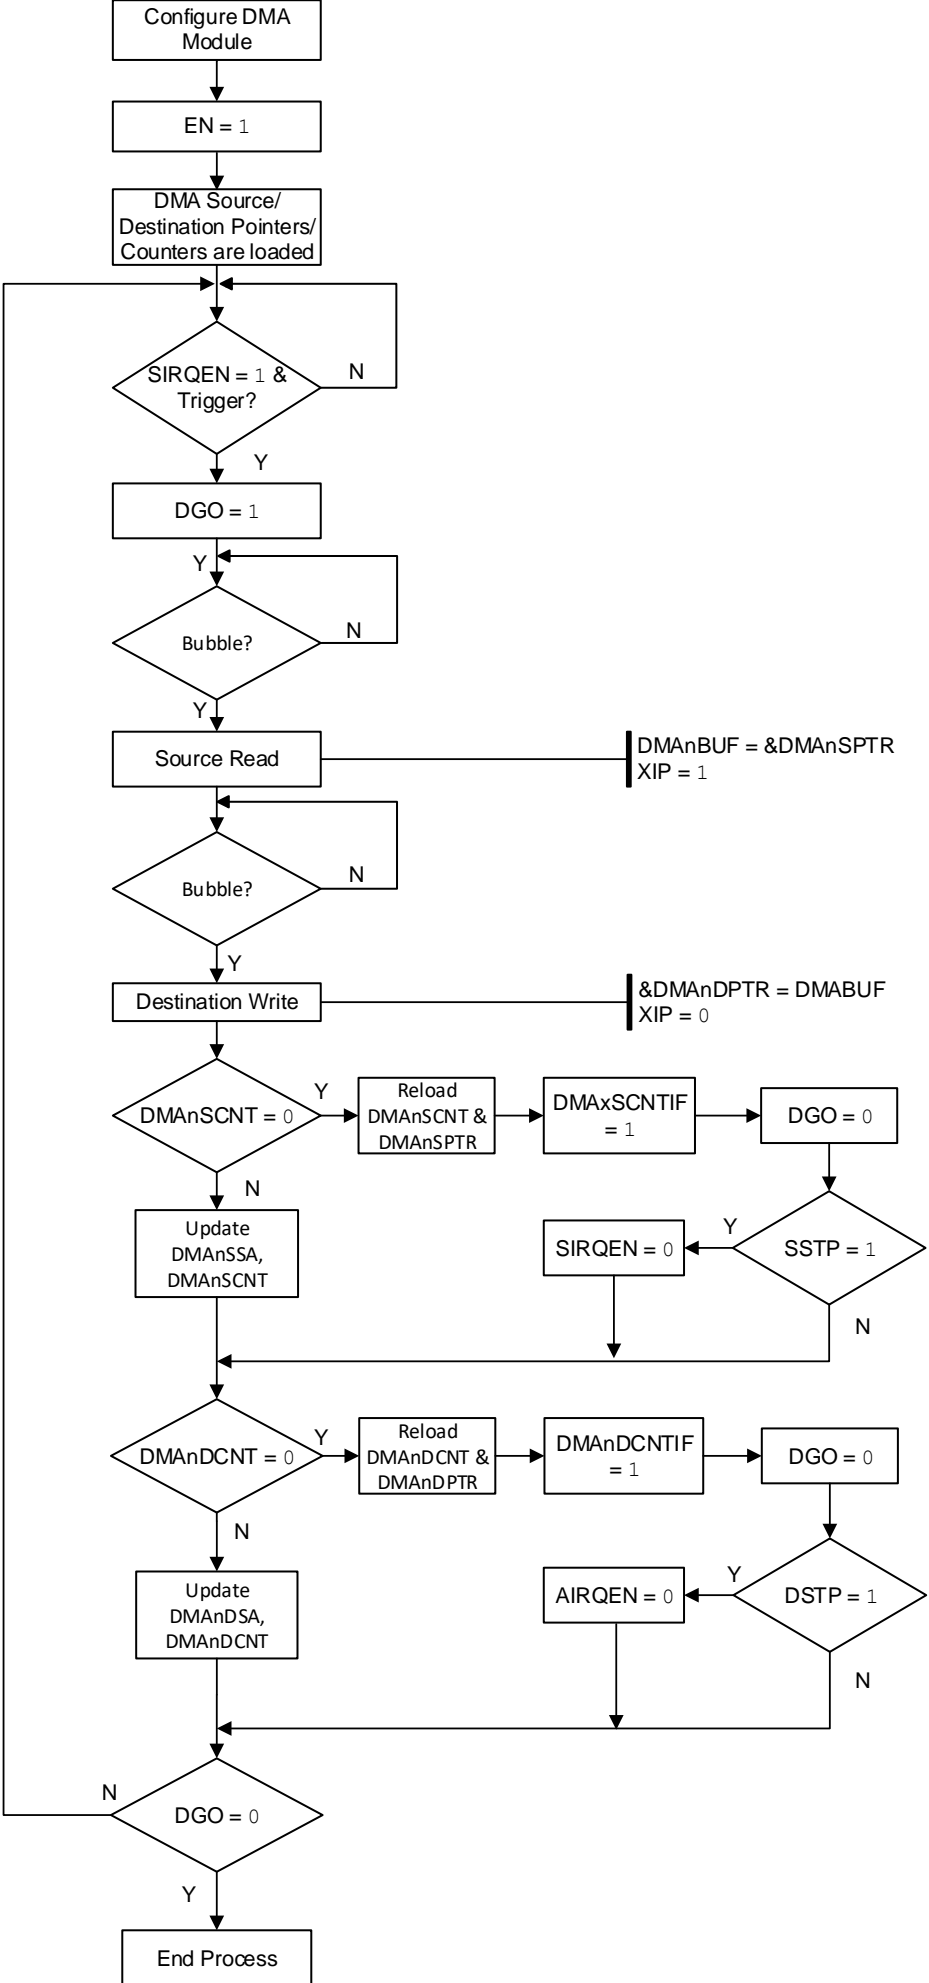 Configure DMA
Module
EN = 1
DMA Source/
Destination Pointers/
Counters are loaded
SIRQEN = 1 &
Trigger?
N
Y
DGO = 1
Y
Bubble?
N
Y
Source Read
DMAnBUF = &DMAnSPTR
XIP = 1
Bubble?
N
Y
Destination Write
&DMAnDPTR = DMABUF
XIP = 0
DMAnSCNT = 0
Y
Reload
DMAnSCNT &
DMAnSPTR
DMAxSCNTIF
= 1
DGO = 0
N
Update
DMAnSSA,
DMAnSCNT
SIRQEN = 0
Y
SSTP = 1
N
DMAnDCNT = 0
Y
Reload
DMAnDCNT &
DMAnDPTR
DMAnDCNTIF
= 1
DGO = 0
N
Update
DMAnDSA,
DMAnDCNT
AIRQEN = 0
Y
DSTP = 1
N
N
DGO = 0
Y
End Process